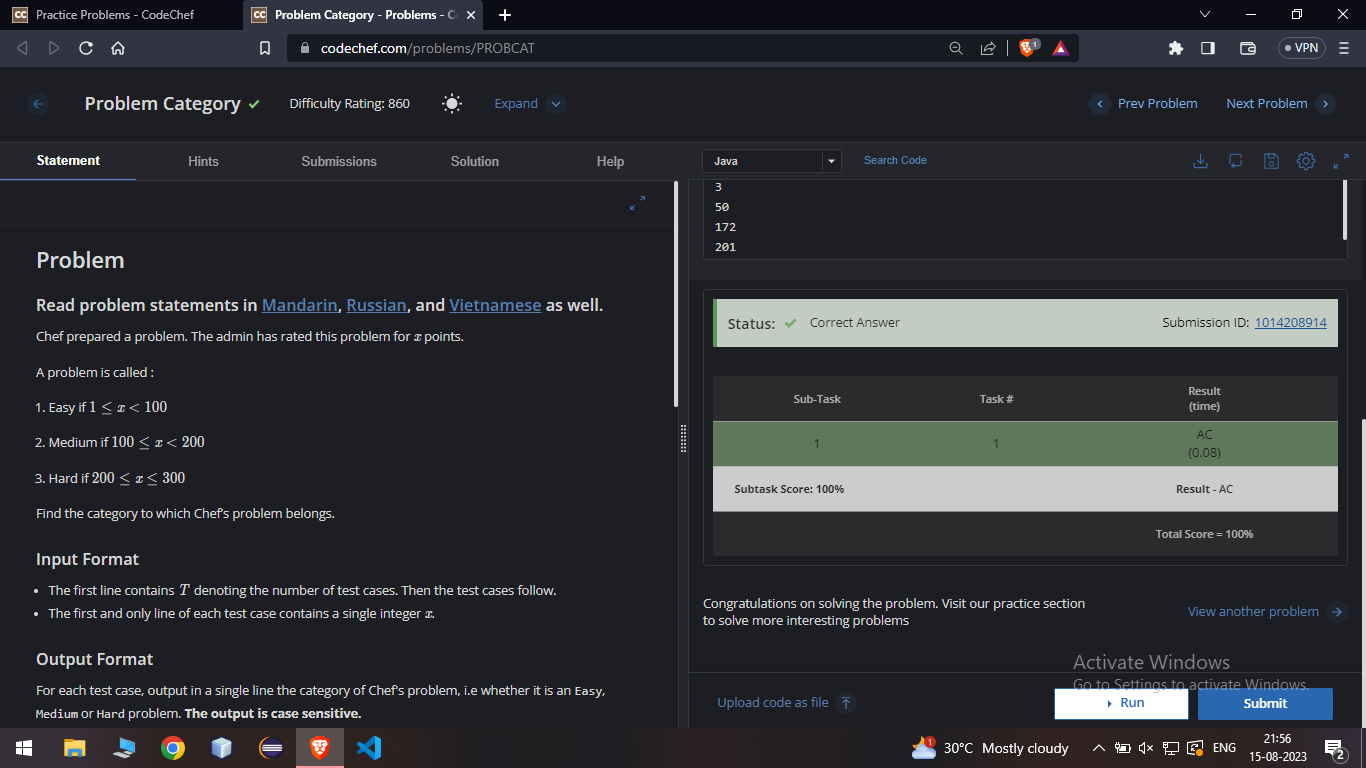 Practice Problems - CodeChef
Problem Category - Problems - C
codechef.com/problems/PROBCAT
1
VPN
Problem Category
Difficulty Rating: 860
Expand
Prev Problem
Next Problem
Statement
Hints
Submissions
Solution
Help
Java
Search Code
Problem
Read problem statements in Mandarin, Russian, and Vietnamese as well.
Chef prepared a problem. The admin has rated this problem for x points.
A problem is called :
1. Easy if 1 ≤ x < 100
2. Medium if 100 ≤ x < 200
3. Hard if 200 ≤ x ≤ 300
Find the category to which Chef's problem belongs.
Input Format
• The first line contains T denoting the number of test cases. Then the test cases follow.
• The first and only line of each test case contains a single integer x.
Output Format
For each test case, output in a single line the category of Chef's problem, i.e whether it is an Easy,
Medium or Hard problem. The output is case sensitive.
3
50
172
201
Status: Correct Answer
Submission ID: 1014208914
Sub-Task
Task #
Result
(time)
1
1
AC
(0.08)
Subtask Score: 100%
Result - AC
Total Score = 100%
Congratulations on solving the problem. Visit our practice section
to solve more interesting problems
View another problem
Activate Windows
Go to Settings to activate Windows.
Upload code as file
Run
Submit
1
30°C Mostly cloudy
ENG
21:56
15-08-2023
2